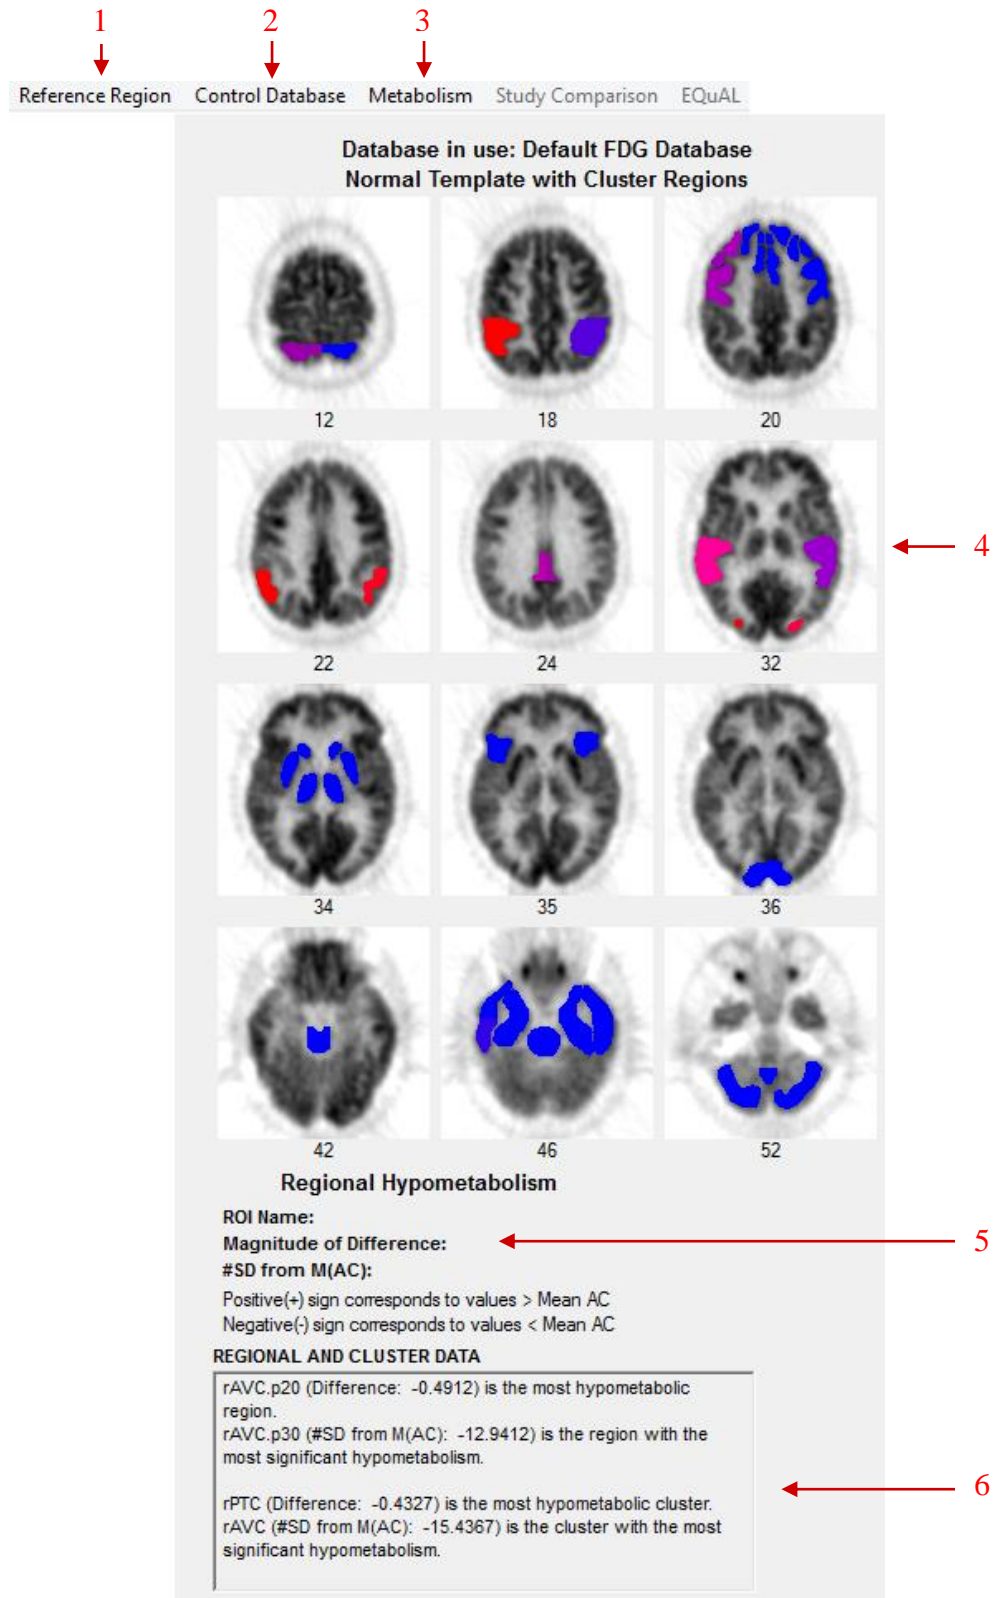 1 2 3
Reference Region Control Database Metabolism Study Comparison EQuAL
Database in use: Default FDG Database
Normal Template with Cluster Regions
12 18 20
4
22 24 32
34 35 36
42 46 52
Regional Hypometabolism
ROI Name:
Magnitude of Difference:
5
#SD from M(AC):
Positive(+) sign corresponds to values > Mean AC
Negative(-) sign corresponds to values < Mean AC
REGIONAL AND CLUSTER DATA
rAVC.p20 (Difference: -0.4912) is the most hypometabolic
region.
rAVC.p30 (#SD from M(AC): -12.9412) is the region with the
most significant hypometabolism.
6
rPTC (Difference: -0.4327) is the most hypometabolic cluster.
rAVC (#SD from M(AC): -15.4367) is the cluster with the most
significant hypometabolism.